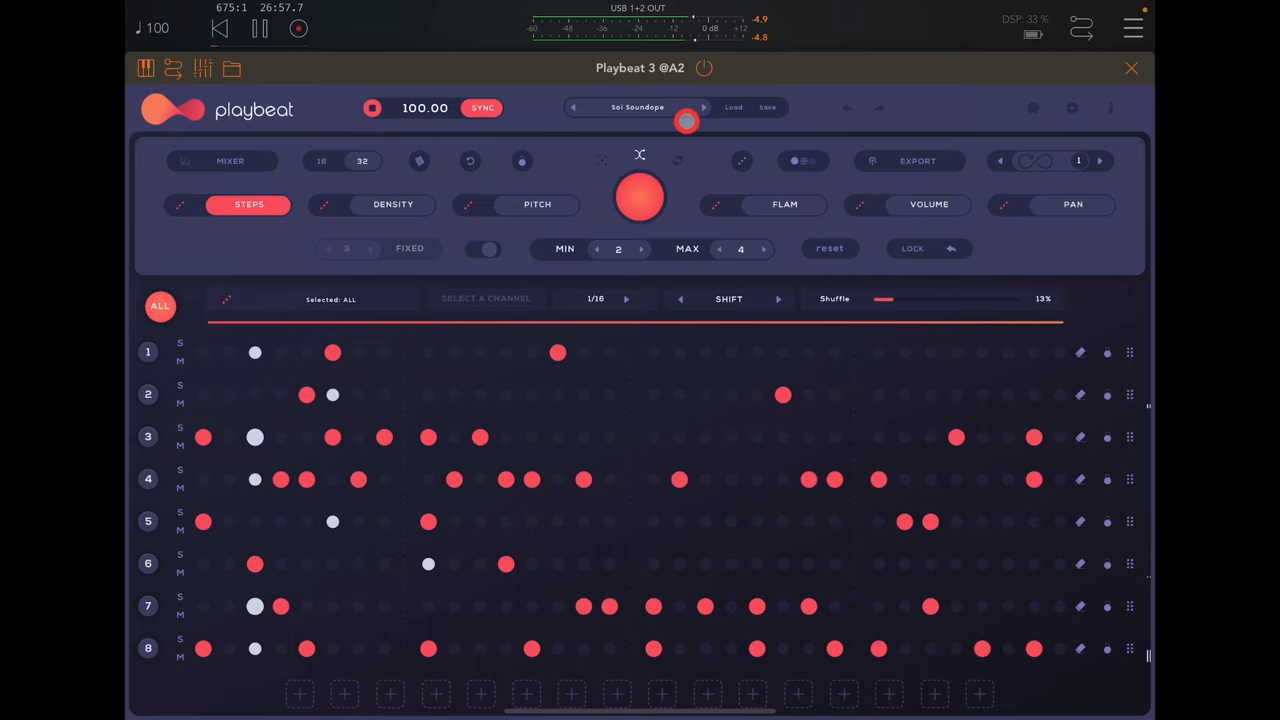 675:1 26:57.7
♩ 100
USB 1+2 OUT
-60 -48 -36 -24 -12 0 dB +12
-4.9
-4.8
DSP: 33 %
Playbeat 3 @A2
playbeat
100.00 SYNC
Soi Soundope
Load Save
MIXER 16 32 EXPORT 1
STEPS DENSITY PITCH FLAM VOLUME PAN
3 FIXED MIN 2 MAX 4 reset LOCK
ALL Selected: ALL SELECT A CHANNEL 1/16 SHIFT Shuffle 13%
1 S M
2 S M
3 S M
4 S M
5 S M
6 S M
7 S M
8 S M